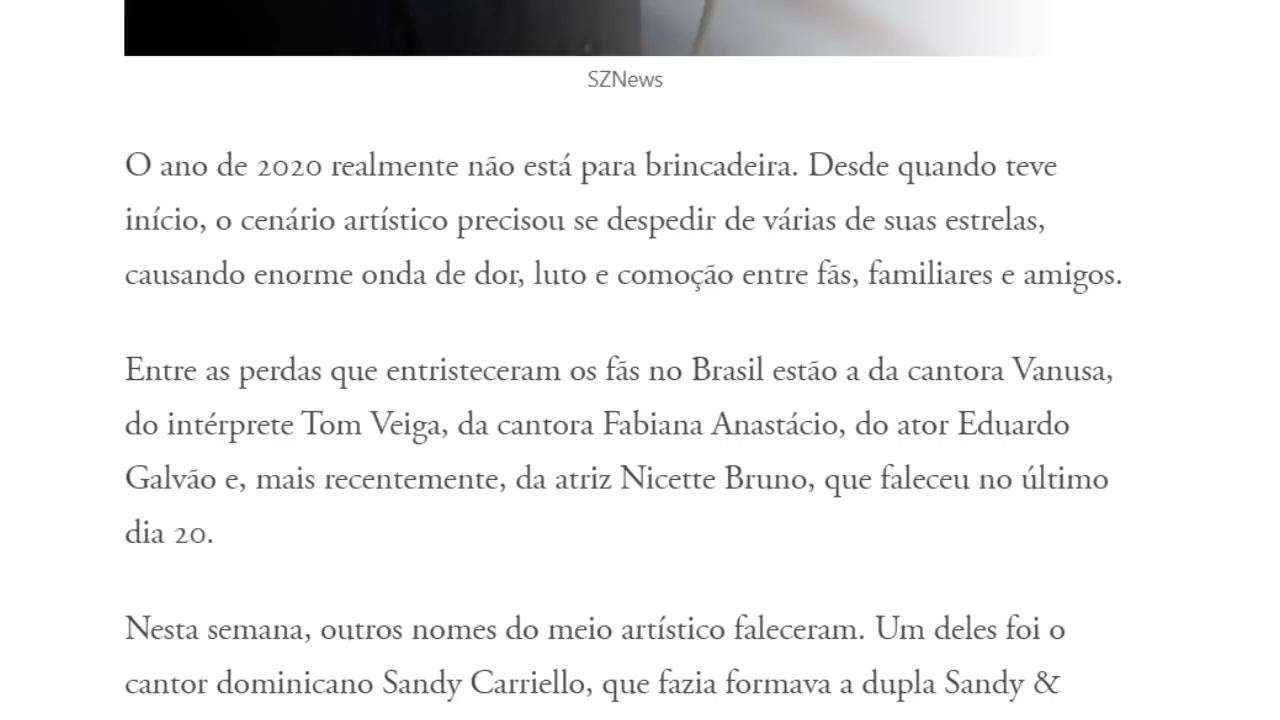 SZNews
O ano de 2020 realmente não está para brincadeira. Desde quando teve
início, o cenário artístico precisou se despedir de várias de suas estrelas,
causando enorme onda de dor, luto e comoção entre fãs, familiares e amigos.
Entre as perdas que entristeceram os fãs no Brasil estão a da cantora Vanusa,
do intérprete Tom Veiga, da cantora Fabiana Anastácio, do ator Eduardo
Galvão e, mais recentemente, da atriz Nicette Bruno, que faleceu no último
dia 20.
Nesta semana, outros nomes do meio artístico faleceram. Um deles foi o
cantor dominicano Sandy Carriello, que fazia formava a dupla Sandy &